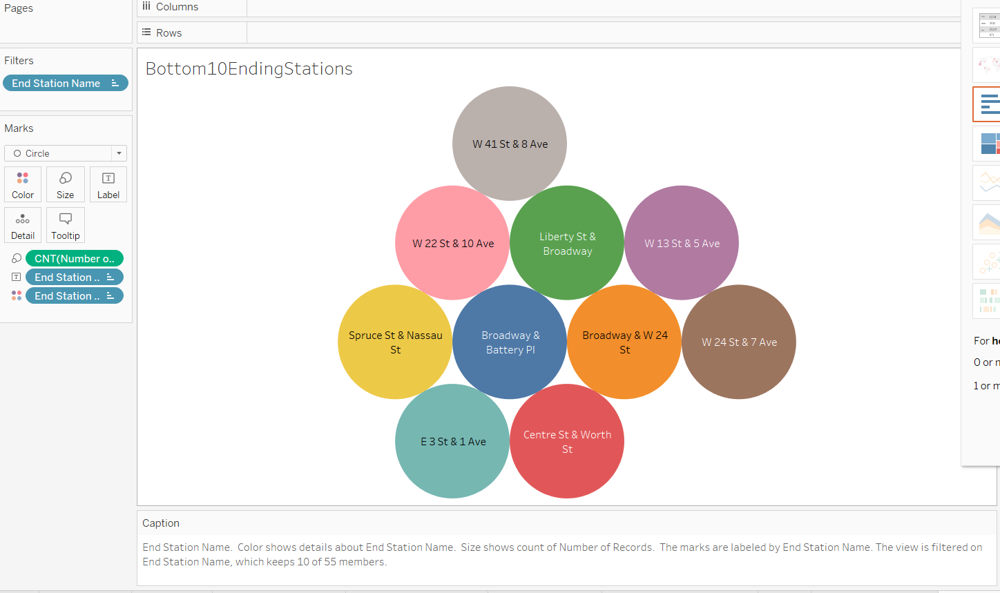 Pages
Columns
Rows
Filters
End Station Name
Marks
Circle
Color
Size
Label
Detail
Tooltip
CNT(Number o..
End Station ..
End Station ..
Bottom10EndingStations
W 41 St & 8 Ave
W 22 St & 10 Ave
Liberty St &
Broadway
W 13 St & 5 Ave
Spruce St & Nassau
St
Broadway &
Battery Pl
Broadway & W 24
St
W 24 St & 7 Ave
E 3 St & 1 Ave
Centre St & Worth
St
Caption
End Station Name.  Color shows details about End Station Name.  Size shows count of Number of Records.  The marks are labeled by End Station Name. The view is filtered on
End Station Name, which keeps 10 of 55 members.
For
0 or
1 or